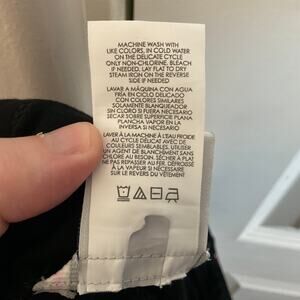 MACHINE WASH WITH
LIKE COLORS, IN COLD WATER
ON THE DELICATE CYCLE
ONLY NON-CHLORINE, BLEACH
IF NEEDED, LAY FLAT TO DRY
STEAM IRON ON THE REVERSE
SIDE IF NEEDED
LAVAR A MÁQUINA CON AGUA
FRÍA EN CICLO DELICADO
CON COLORES SIMILARES
SOLAMENTE BLANQUEADOR
SIN CLORO SI FUERA NECESARIO
SECAR SOBRE SUPERFICIE PLANA
PLANCHA VAPOR EN LA
INVERSA SI NECESARIO
LAVER À LA MACHINE À L'EAU FROIDE
AU CYCLE DÉLICAT AVEC DE
COULEURS SEMBLABLES. UTILISER
UN AGENT DE BLANCHIMENT SANS
CHLORE AU BESOIN. SÉCHER À PLAT
NE PAS REPASSER AU FER. DÉFROISSÉ
À LA VAPEUR SI NÉCESSAIRE
SUR LE REVERS DU VÊTEMENT